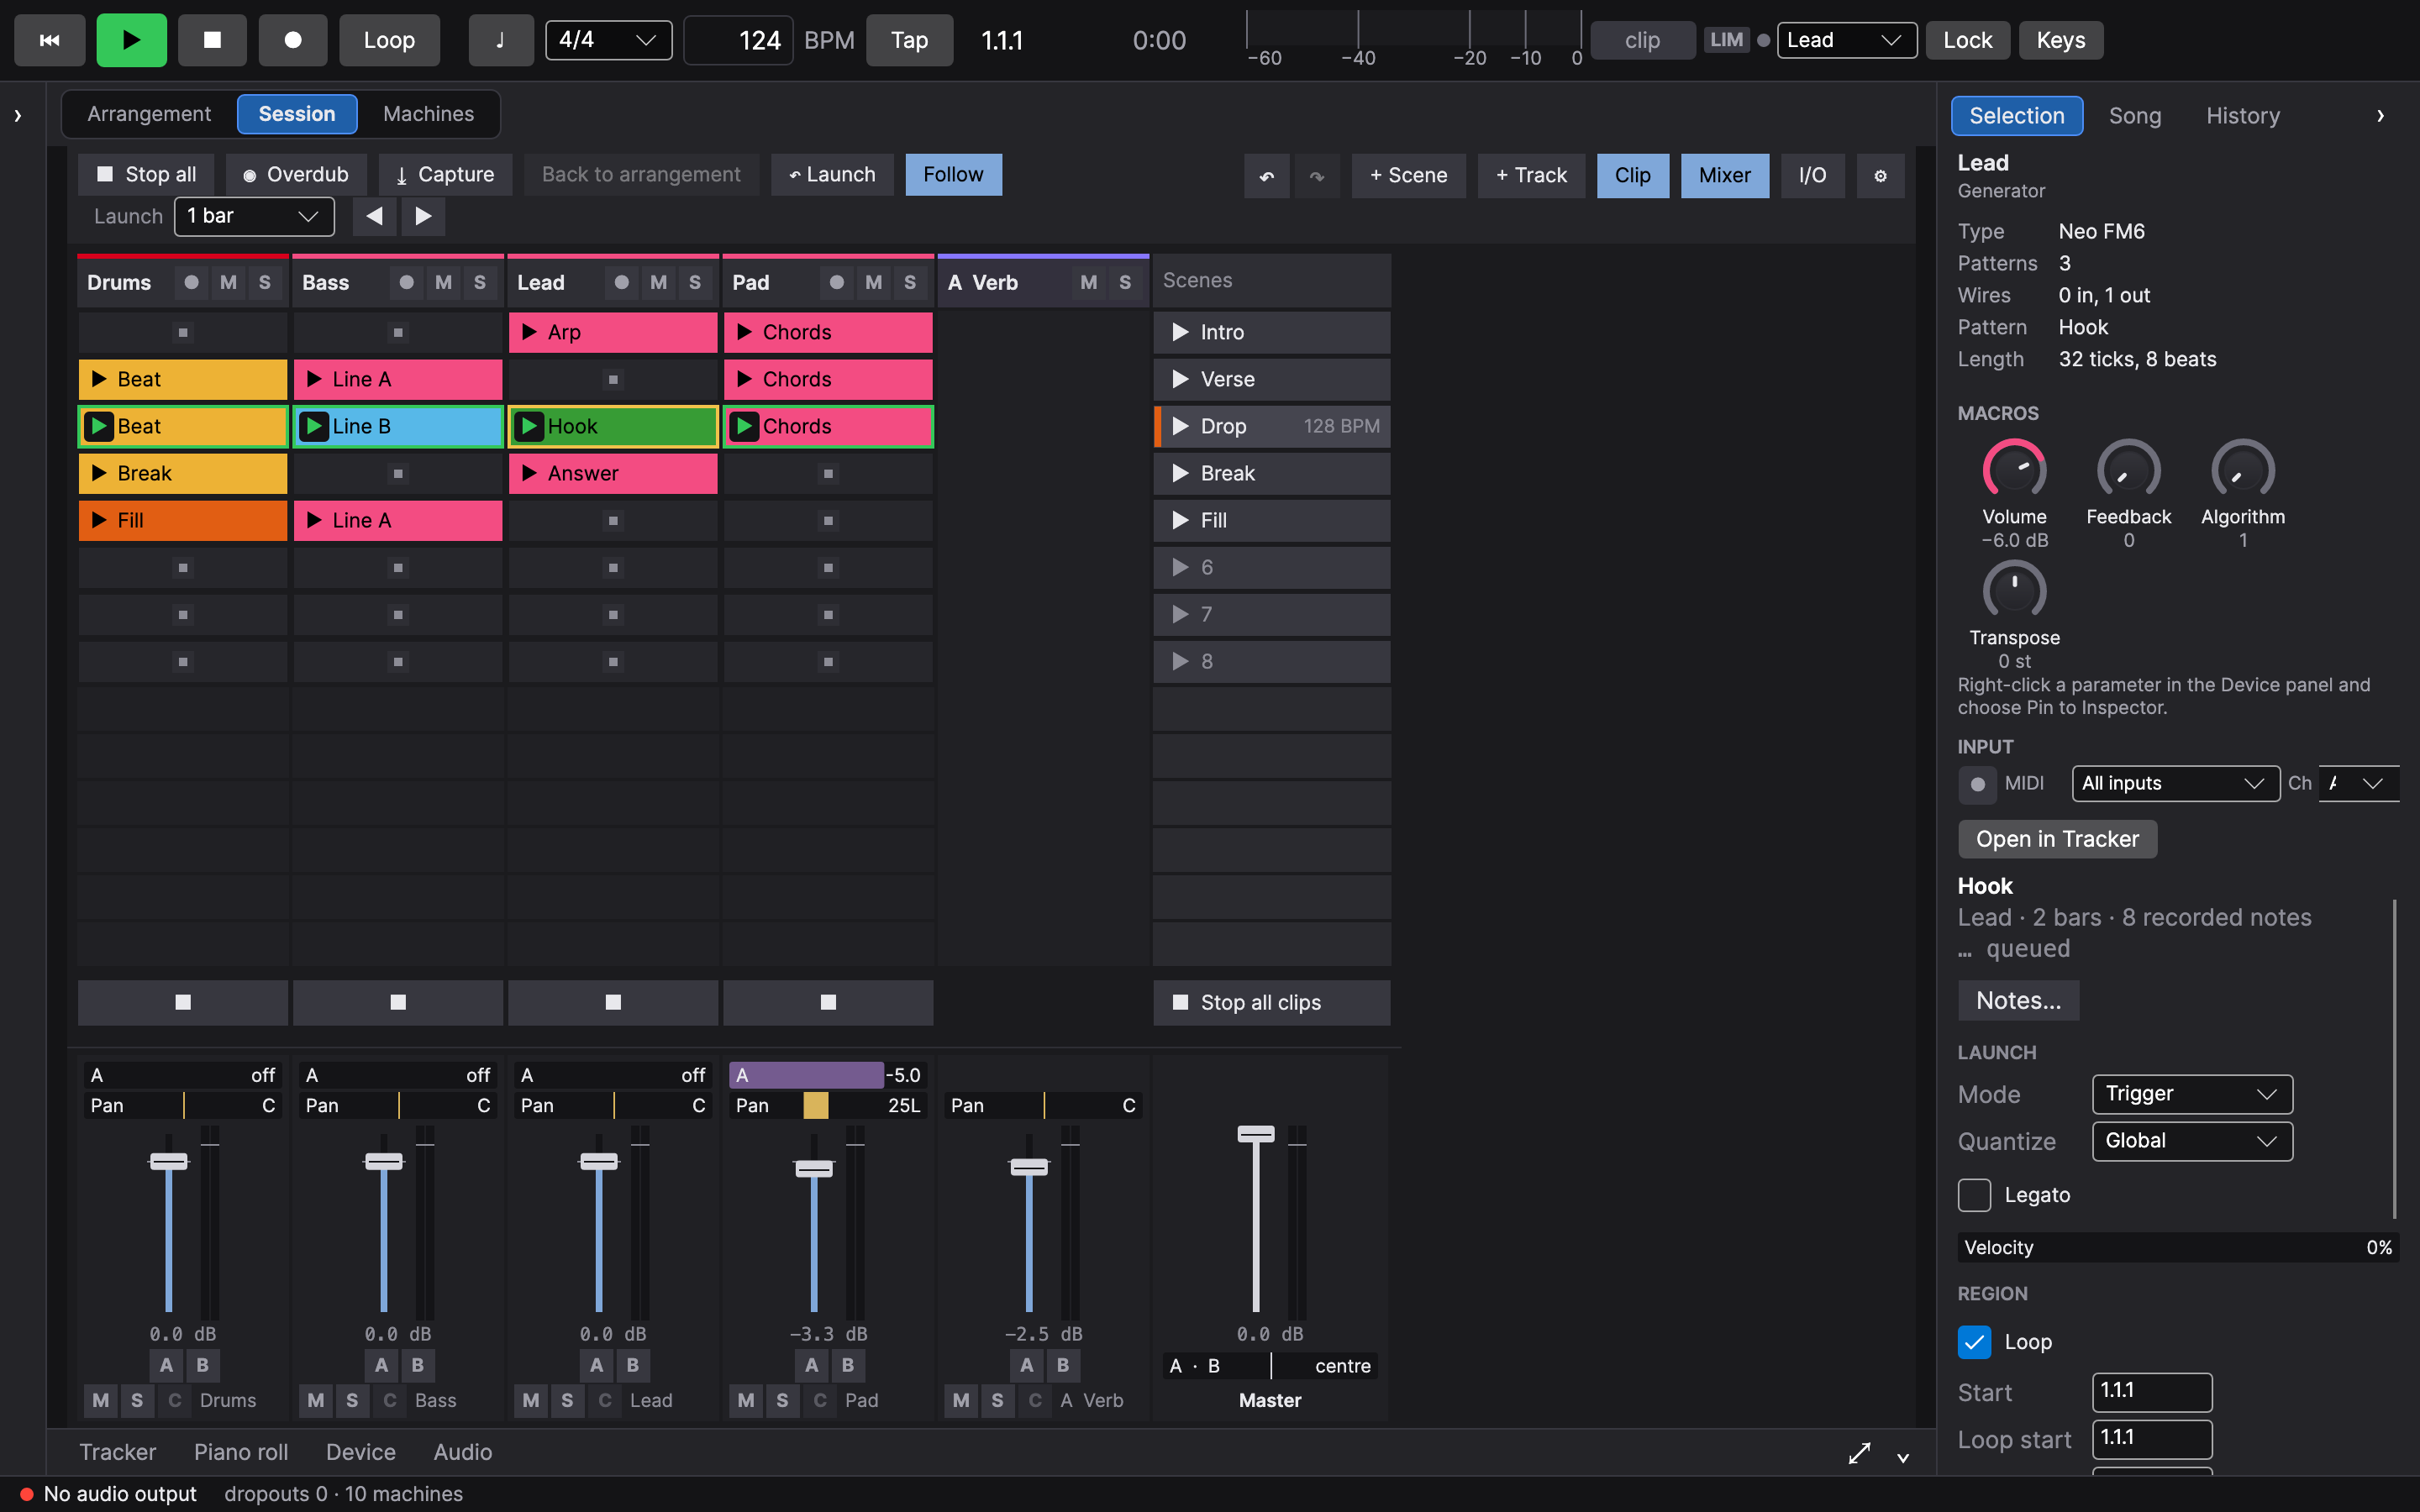 Loop 4/4 124 BPM Tap 1.1.1 0:00 −60 −40 −20 −10 0 clip LIM Lead Lock Keys
Arrangement Session Machines
Stop all Overdub Capture Back to arrangement Launch Follow + Scene + Track Clip Mixer I/O
Launch 1 bar
Drums M S Bass M S Lead M S Pad M S A Verb M S Scenes
Arp Chords Intro
Beat Line A Chords Verse
Beat Line B Hook Chords Drop 128 BPM
Break Answer Break
Fill Line A Fill
6
7
8
Stop all clips
A off A off A off A -5.0
Pan C Pan C Pan C Pan 25L Pan C
0.0 dB 0.0 dB 0.0 dB −3.3 dB −2.5 dB 0.0 dB
A B A B A B A B A B A · B centre
M S C Drums M S C Bass M S C Lead M S C Pad M S C A Verb Master
Tracker Piano roll Device Audio
No audio output dropouts 0 · 10 machines
Selection Song History
Lead
Generator
Type Neo FM6
Patterns 3
Wires 0 in, 1 out
Pattern Hook
Length 32 ticks, 8 beats
MACROS
Volume Feedback Algorithm
−6.0 dB 0 1
Transpose
0 st
Right-click a parameter in the Device panel and
choose Pin to Inspector.
INPUT
MIDI All inputs Ch
Open in Tracker
Hook
Lead · 2 bars · 8 recorded notes
… queued
Notes...
LAUNCH
Mode Trigger
Quantize Global
Legato
Velocity 0%
REGION
Loop
Start 1.1.1
Loop start 1.1.1